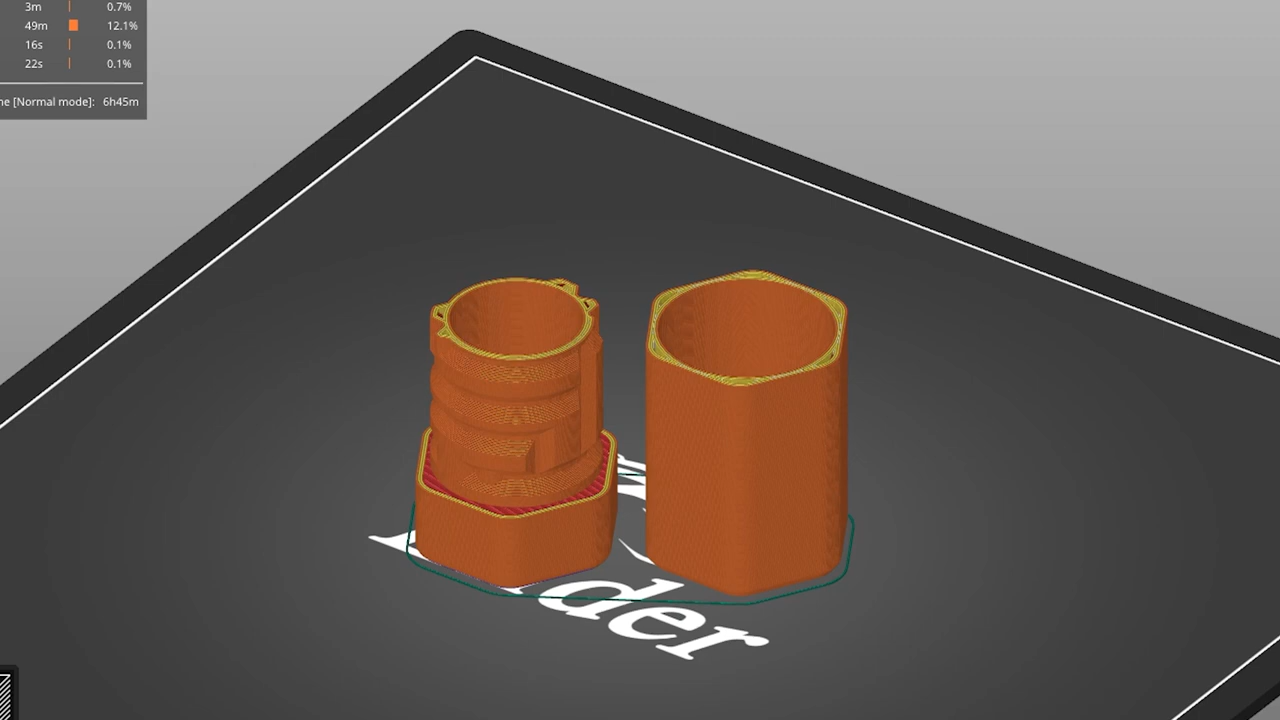 3m 0.7%
49m 12.1%
16s 0.1%
22s 0.1%
ne [Normal mode]: 6h45m
der